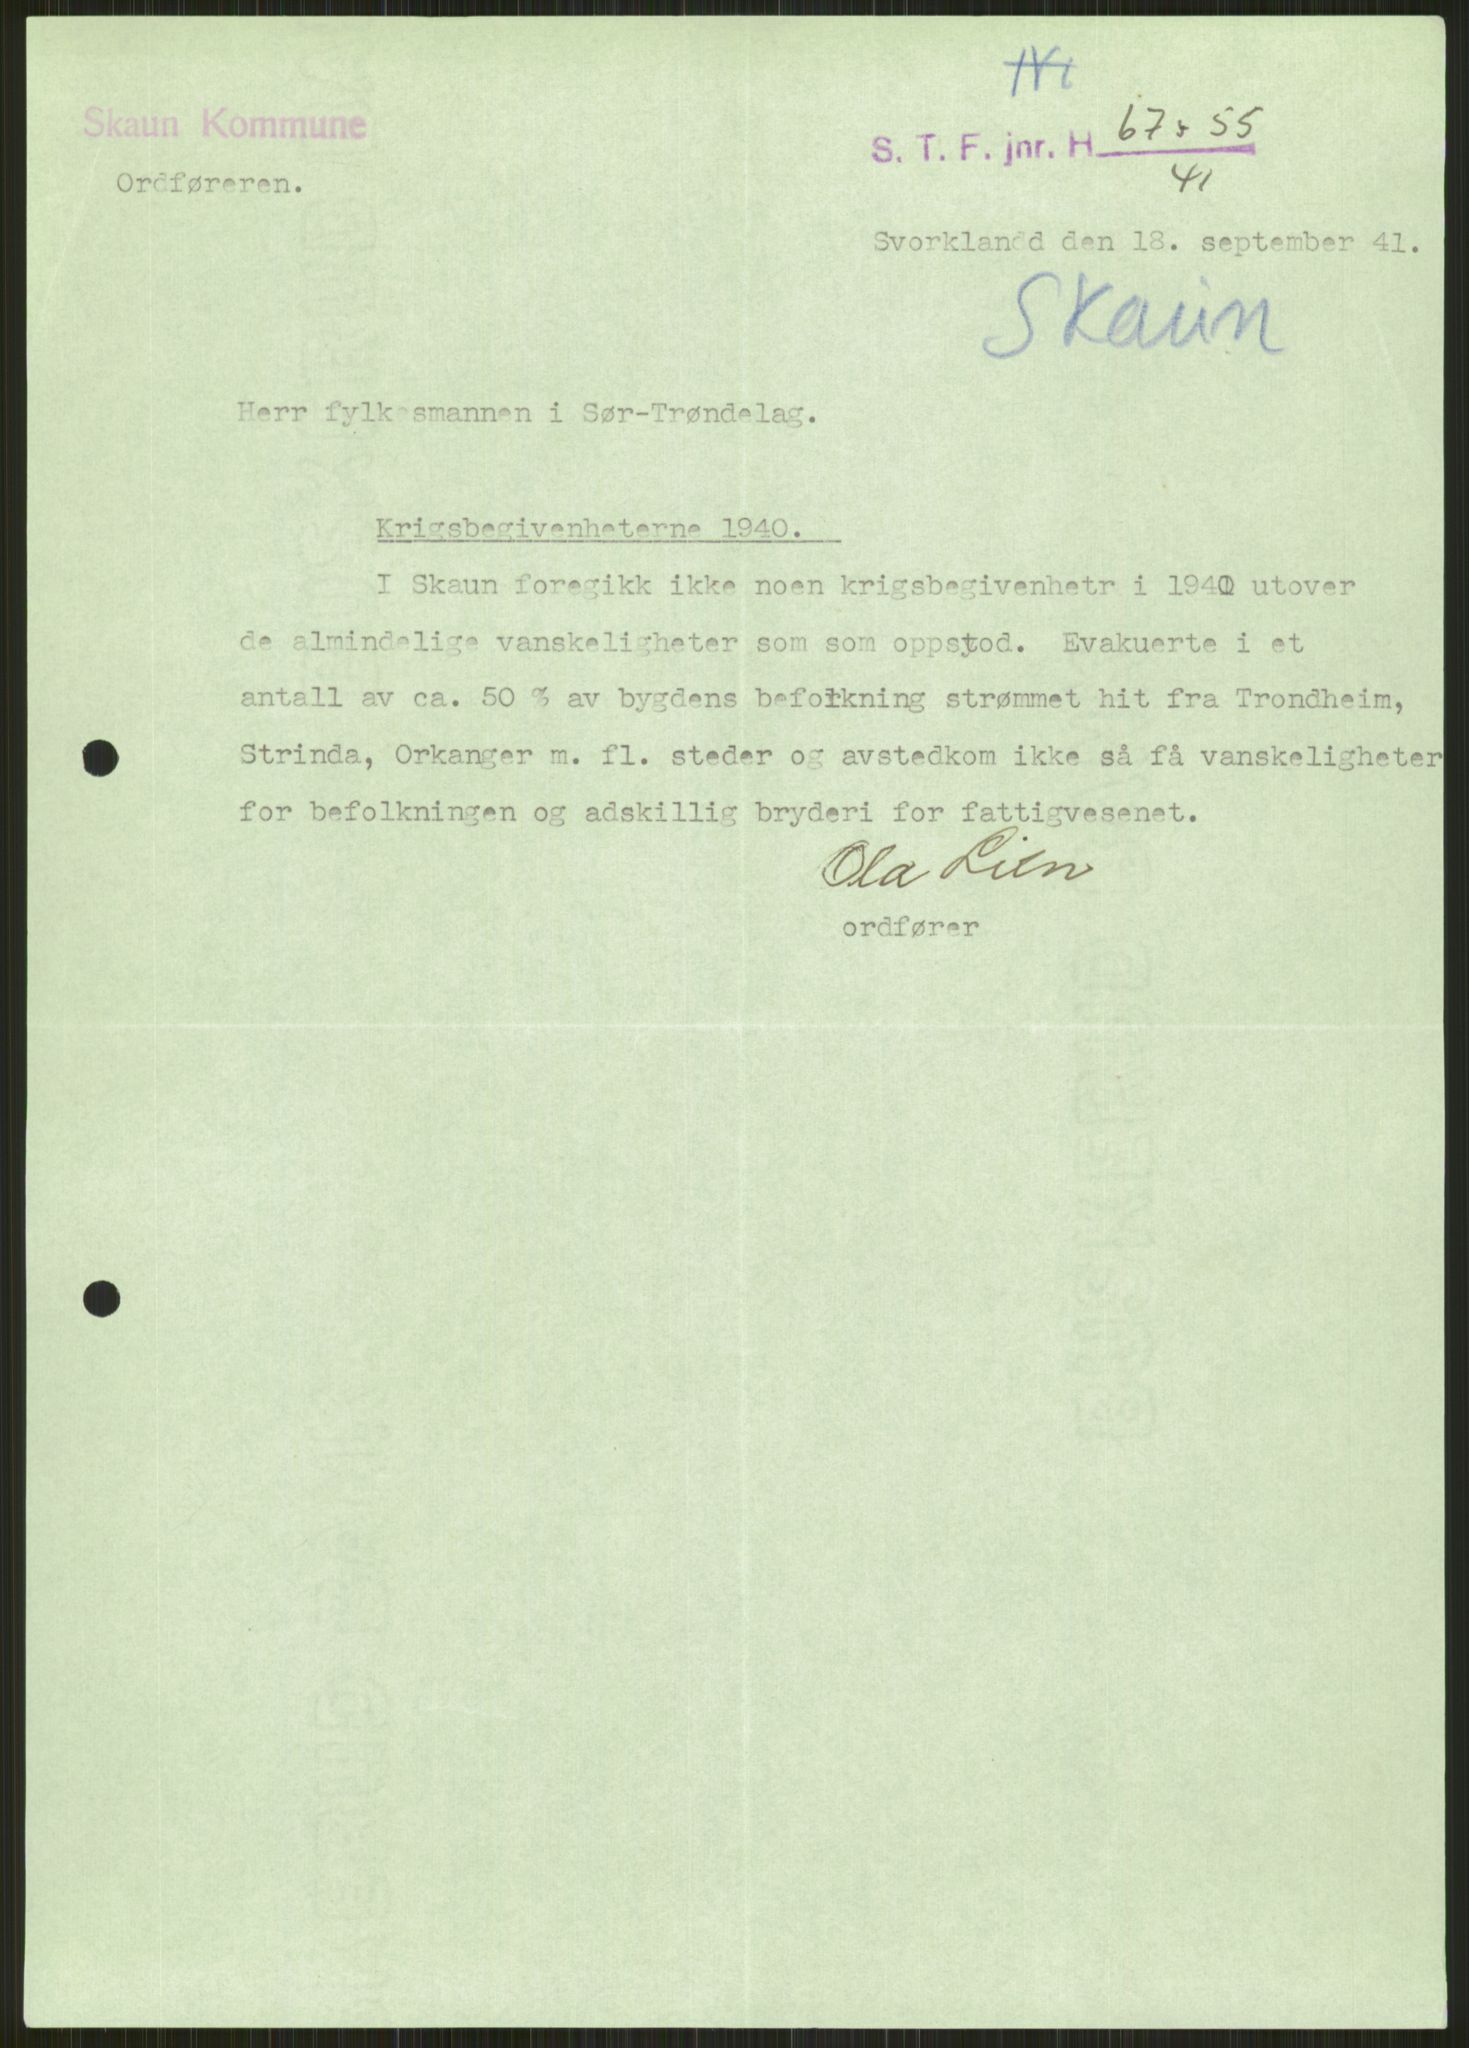 Skaun Kommune
Ordføreren.
S. T. F. jnr. H 67 55
41
Svorklandd den 18. september 41.
Skaun
Herr fylkesmannen i Sør-Trøndelag.
Krigsbegivenheterne 1940.
I Skaun foregikk ikke noen krigsbegivenhetr i 1940 utover
de almindelige vanskeligheter som som oppstod. Evakuerte i et
antall av ca. 50 % av bygdens befolkning strømmet hit fra Trondheim,
Strinda, Orkanger m. fl. steder og avstedkom ikke så få vanskeligheter
for befolkningen og adskillig bryderi for fattigvesenet.
Ola Lien
ordfører